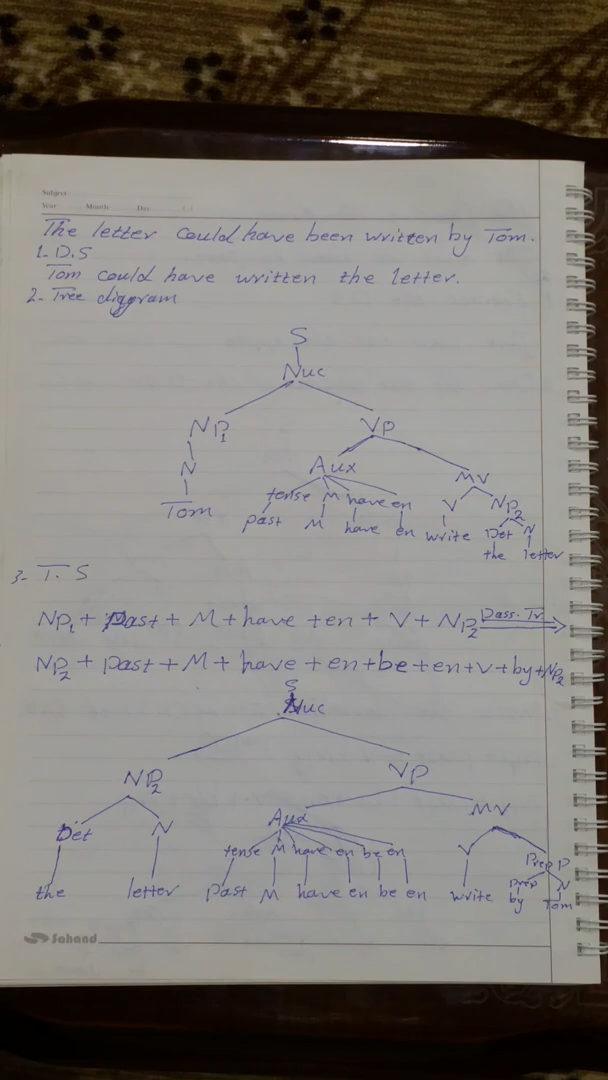 Subject:
Year Month Day
The letter could have been written by Tom.
1- D.S
Tom could have written the letter.
2- Tree diagram
S
Nuc
NP1 VP
N Aux MV
Tom tense M have en V NP2
past M have en write Det N
the letter
3- T. S
NP1 + Past + M + have + en + V + NP2 Pass. Tr. ⇒
NP2 + past + M + have + en + be + en + V + by + NP2
S
Nuc
NP2 VP
Det N Aux MV
tense M have en be en V Prep P
the letter past M have en be en write Prep N
by Tom
Sahand